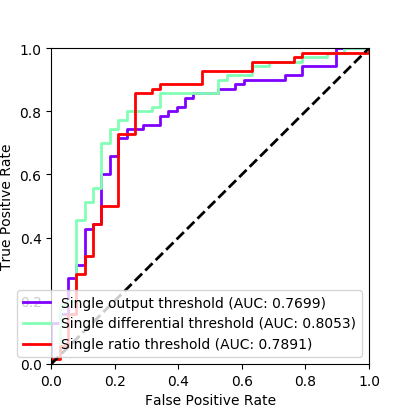 1.0
0.8
0.6
0.4
0.2
0.0
True Positive Rate
Single output threshold (AUC: 0.7699)
Single differential threshold (AUC: 0.8053)
Single ratio threshold (AUC: 0.7891)
0.0 0.2 0.4 0.6 0.8 1.0
False Positive Rate